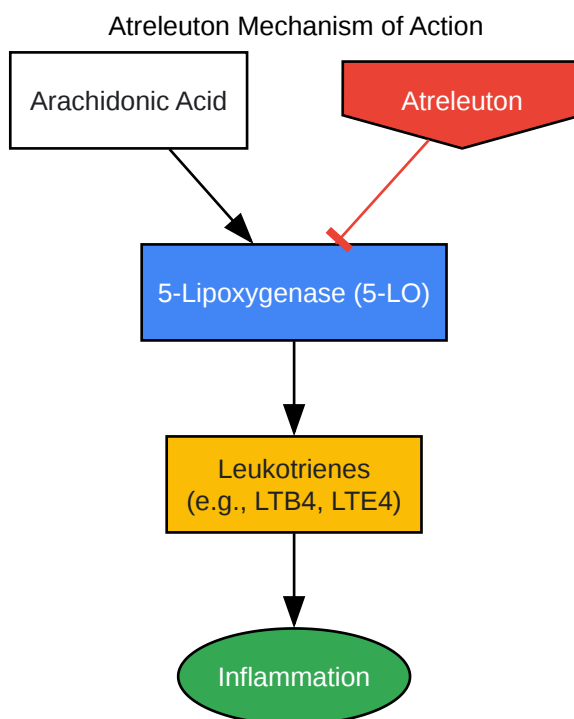 Atreleuton Mechanism of Action
Arachidonic Acid
Atreleuton
5-Lipoxygenase (5-LO)
Leukotrienes
(e.g., LTB4, LTE4)
Inflammation